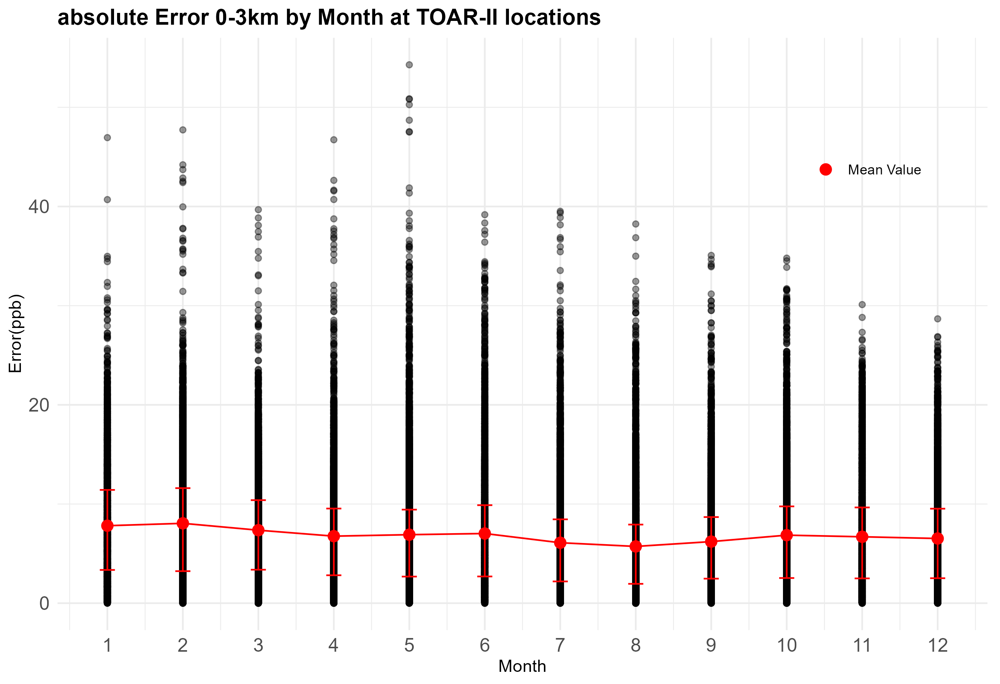 absolute Error 0-3km by Month at TOAR-II locations
Mean Value
Error(ppb)
40
20
0
1 2 3 4 5 6 7 8 9 10 11 12
Month